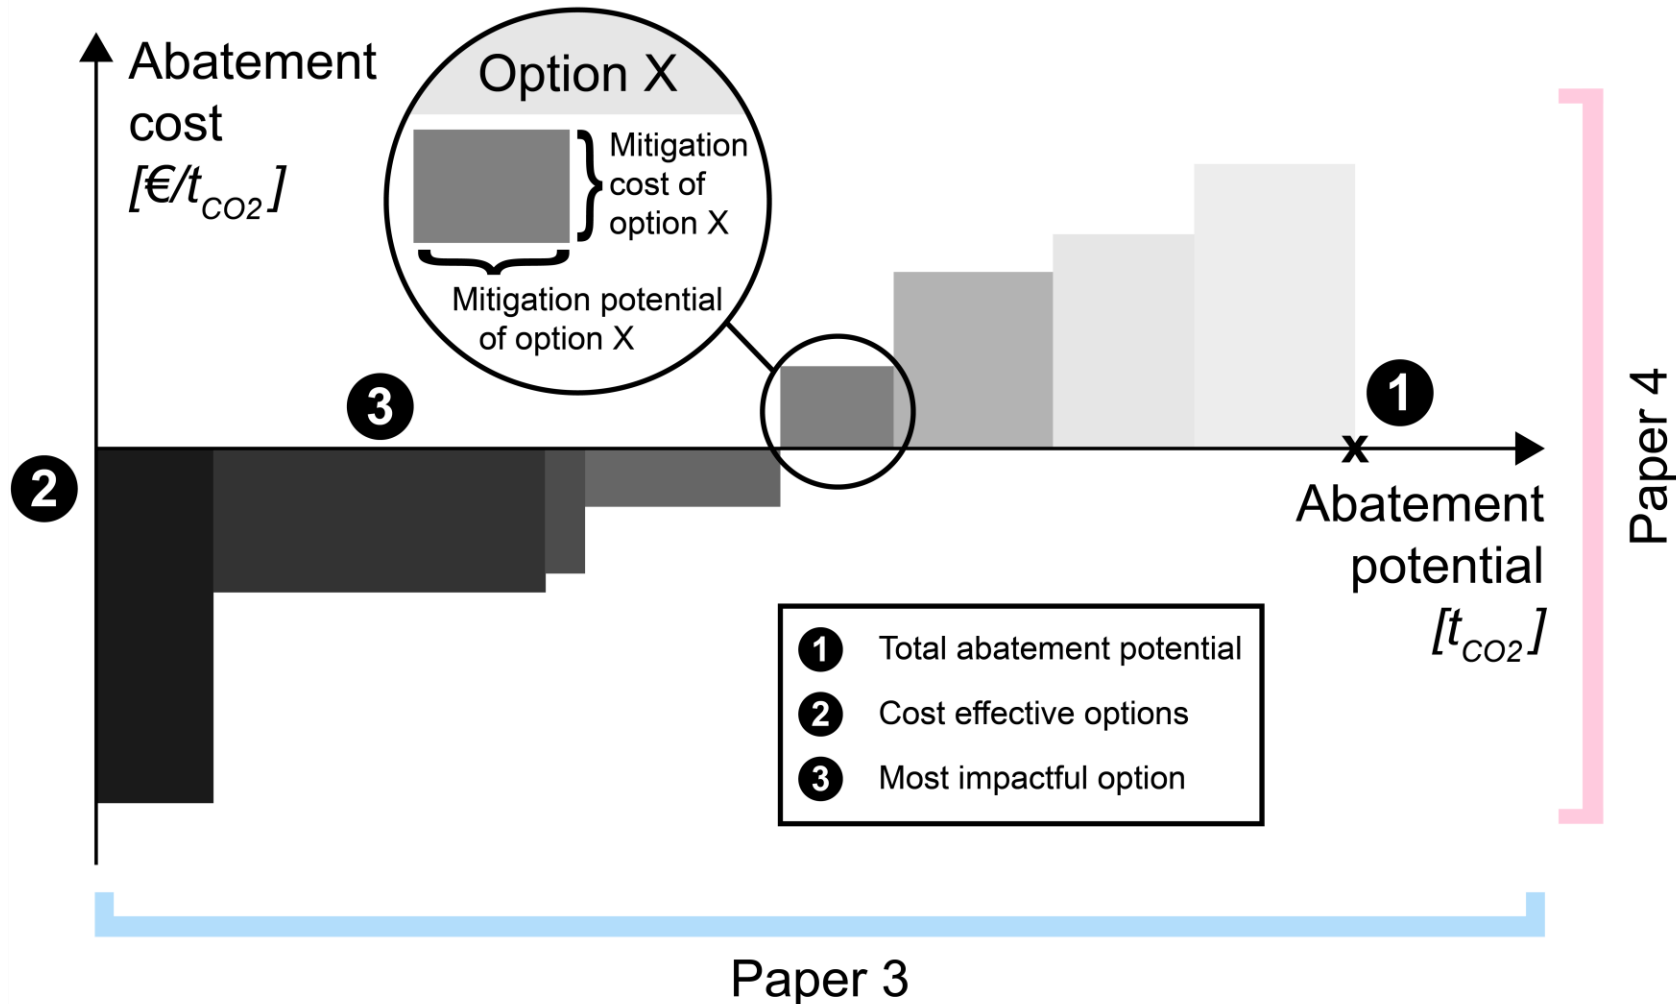 Abatement
cost
[€/tCO2 ]
Option X
Mitigation
cost of
option X
Mitigation potential
of option X
3
1
2
x
Abatement
potential
[tCO2 ]
1 Total abatement potential
2 Cost effective options
3 Most impactful option
Paper 4
Paper 3